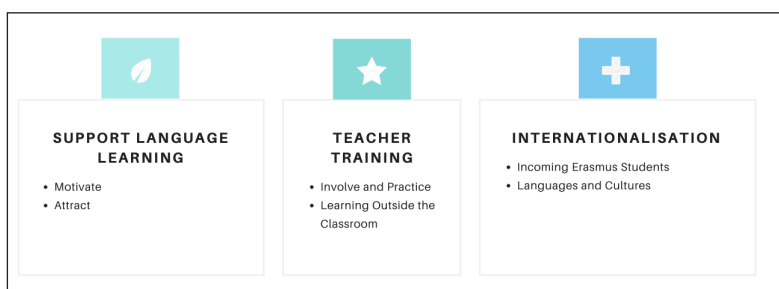 SUPPORT LANGUAGE
LEARNING
• Motivate
• Attract
TEACHER
TRAINING
• Involve and Practice
• Learning Outside the
Classroom
INTERNATIONALISATION
• Incoming Erasmus Students
• Languages and Cultures